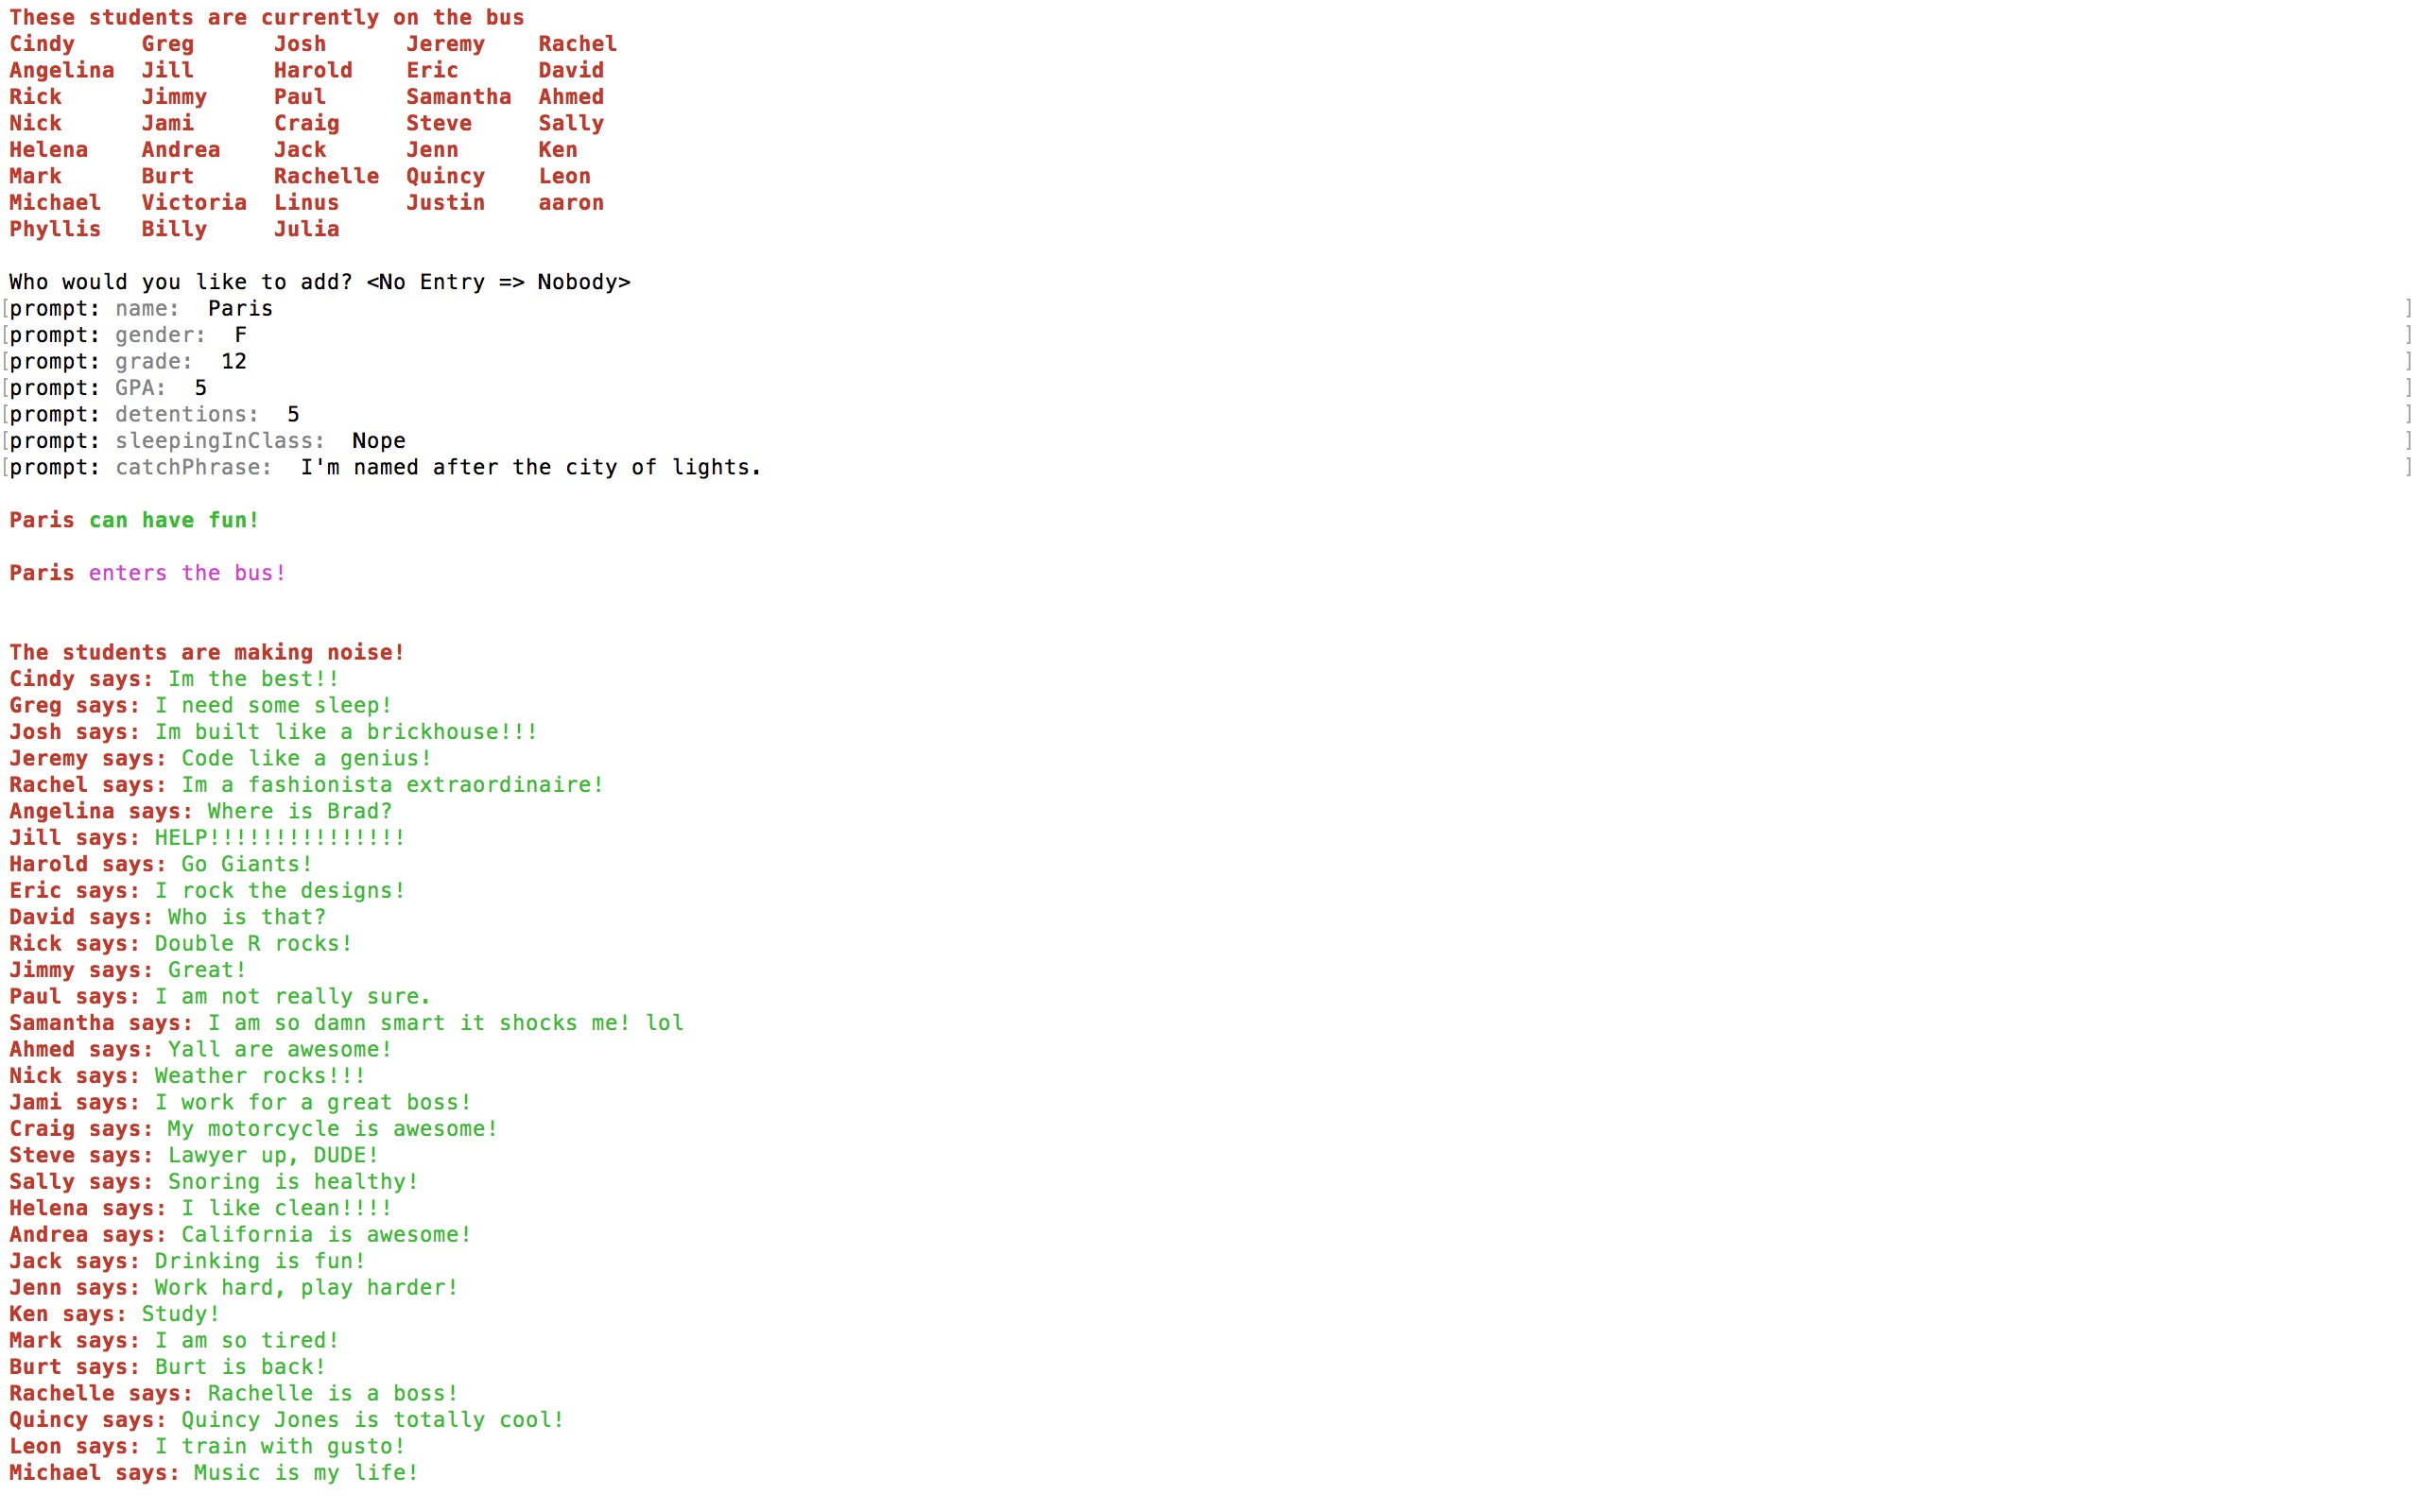 These students are currently on the bus
Cindy     Greg      Josh      Jeremy    Rachel
Angelina  Jill      Harold    Eric      David
Rick      Jimmy     Paul      Samantha  Ahmed
Nick      Jami      Craig     Steve     Sally
Helena    Andrea    Jack      Jenn      Ken
Mark      Burt      Rachelle  Quincy    Leon
Michael   Victoria  Linus     Justin    aaron
Phyllis   Billy     Julia
Who would you like to add? <No Entry => Nobody>
[prompt: name:  Paris ]
[prompt: gender:  F ]
[prompt: grade:  12 ]
[prompt: GPA:  5 ]
[prompt: detentions:  5 ]
[prompt: sleepingInClass:  Nope ]
[prompt: catchPhrase:  I'm named after the city of lights. ]
Paris can have fun!
Paris enters the bus!
The students are making noise!
Cindy says: Im the best!!
Greg says: I need some sleep!
Josh says: Im built like a brickhouse!!!
Jeremy says: Code like a genius!
Rachel says: Im a fashionista extraordinaire!
Angelina says: Where is Brad?
Jill says: HELP!!!!!!!!!!!!!!!
Harold says: Go Giants!
Eric says: I rock the designs!
David says: Who is that?
Rick says: Double R rocks!
Jimmy says: Great!
Paul says: I am not really sure.
Samantha says: I am so damn smart it shocks me! lol
Ahmed says: Yall are awesome!
Nick says: Weather rocks!!!
Jami says: I work for a great boss!
Craig says: My motorcycle is awesome!
Steve says: Lawyer up, DUDE!
Sally says: Snoring is healthy!
Helena says: I like clean!!!!
Andrea says: California is awesome!
Jack says: Drinking is fun!
Jenn says: Work hard, play harder!
Ken says: Study!
Mark says: I am so tired!
Burt says: Burt is back!
Rachelle says: Rachelle is a boss!
Quincy says: Quincy Jones is totally cool!
Leon says: I train with gusto!
Michael says: Music is my life!